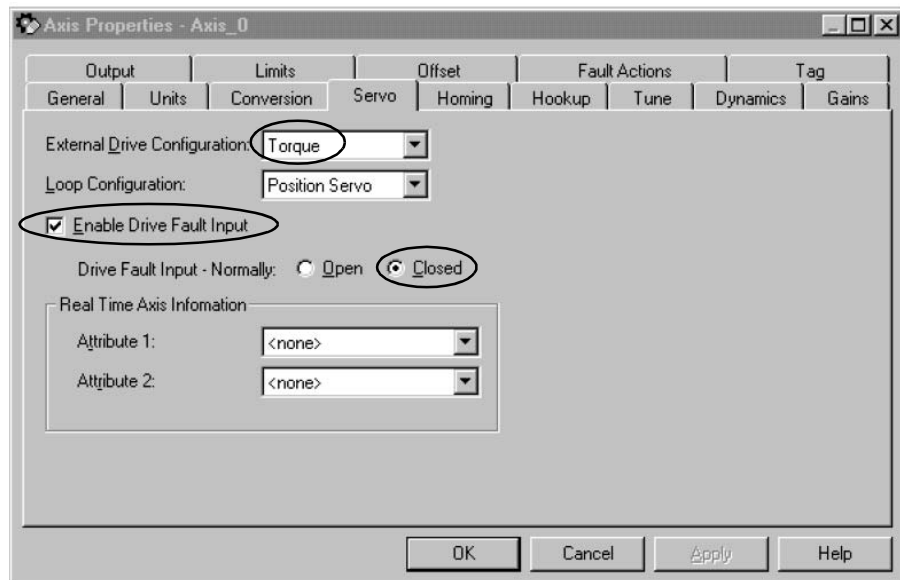 Axis Properties - Axis_0
Output Limits Offset Fault Actions Tag
General Units Conversion Servo Homing Hookup Tune Dynamics Gains
External Drive Configuration: Torque
Loop Configuration: Position Servo
Enable Drive Fault Input
Drive Fault Input - Normally: Open Closed
Real Time Axis Infomation
Attribute 1: <none>
Attribute 2: <none>
OK Cancel Apply Help